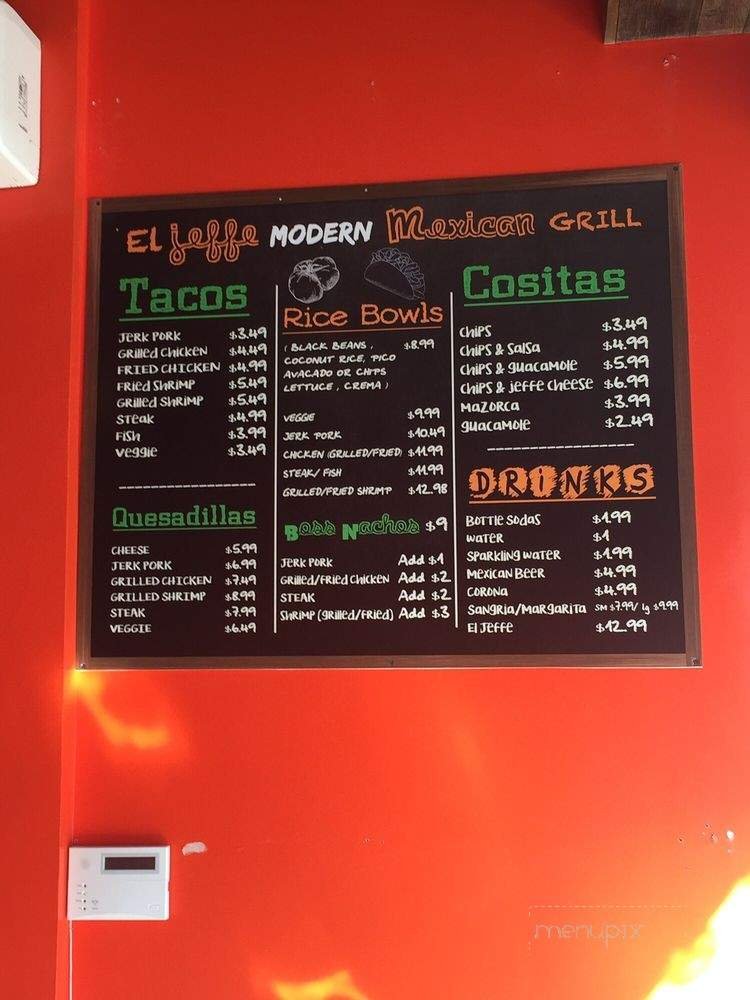 El jeffe MODERN Mexican GRILL
Tacos
JERK PORK $3.49
GRILLED CHICKEN $4.49
FRIED CHICKEN $4.99
FRIED SHRIMP $5.49
GRILLED SHRIMP $5.49
STEAK $4.99
FISH $3.99
VEGGIE $3.49
Quesadillas
CHEESE $5.99
JERK PORK $6.99
GRILLED CHICKEN $7.49
GRILLED SHRIMP $8.99
STEAK $7.99
VEGGIE $6.49
Rice Bowls
( BLACK BEANS, $8.99
COCONUT RICE, PICO
AVACADO OR CHIPS
LETTUCE, CREMA )
VEGGIE $9.99
JERK PORK $10.49
CHICKEN (GRILLED/FRIED) $11.99
STEAK/ FISH $11.99
GRILLED/FRIED SHRIMP $12.98
Boss Nachos $9
JERK PORK Add $1
GRILLED/FRIED CHICKEN Add $2
STEAK Add $2
SHRIMP (GRILLED/FRIED) Add $3
Cositas
CHIPS $3.49
CHIPS & SALSA $4.99
CHIPS & GUACAMOLE $5.99
CHIPS & JEFFE CHEESE $6.99
MAZORCA $3.99
GUACAMOLE $2.49
DRINKS
BOTTLE SODAS $1.99
WATER $1
SPARKLING WATER $1.99
MEXICAN BEER $4.99
CORONA $4.99
SANGRIA/MARGARITA SM $7.99/ lg $9.99
El JEFFE $12.99
menupix